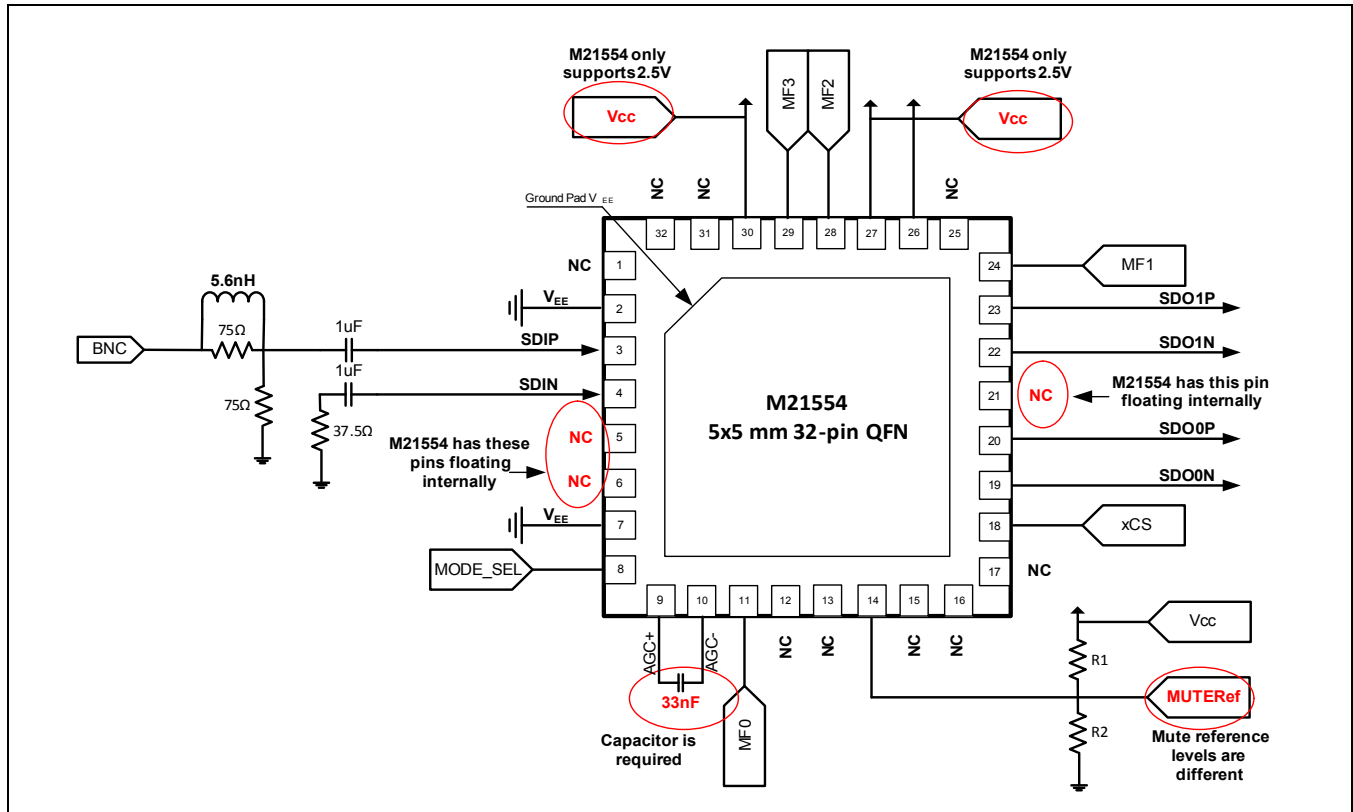 M21554 only
supports 2.5V
M21554 only
supports 2.5V
Vcc
MF3
MF2
Vcc
NC
NC
NC
Ground Pad V EE
32
31
30
29
28
27
26
25
NC
1
24
MF1
5.6nH
VEE
2
23
SDO1P
75Ω
1uF
BNC
SDIP
3
22
SDO1N
1uF
SDIN
4
21
NC
M21554 has this pin
floating internally
75Ω
37.5Ω
M21554
5x5 mm 32-pin QFN
M21554 has these
pins floating
internally
NC
5
20
SDO0P
NC
6
19
SDO0N
VEE
7
18
xCS
MODE_SEL
8
17
NC
9
10
11
12
13
14
15
16
AGC+
AGC-
NC
NC
NC
NC
Vcc
R1
33nF
MUTERef
Capacitor is
required
MF0
R2
Mute reference
levels are
different